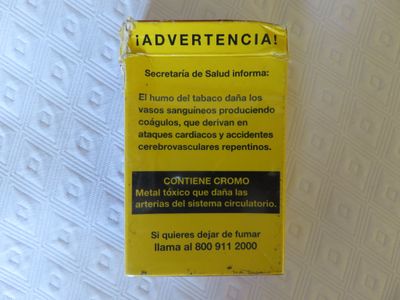 ¡ADVERTENCIA!
Secretaría de Salud informa:
El humo del tabaco daña los
vasos sanguíneos produciendo
coágulos, que derivan en
ataques cardiacos y accidentes
cerebrovasculares repentinos.
CONTIENE CROMO
Metal tóxico que daña las
arterias del sistema circulatorio.
Si quieres dejar de fumar
llama al 800 911 2000